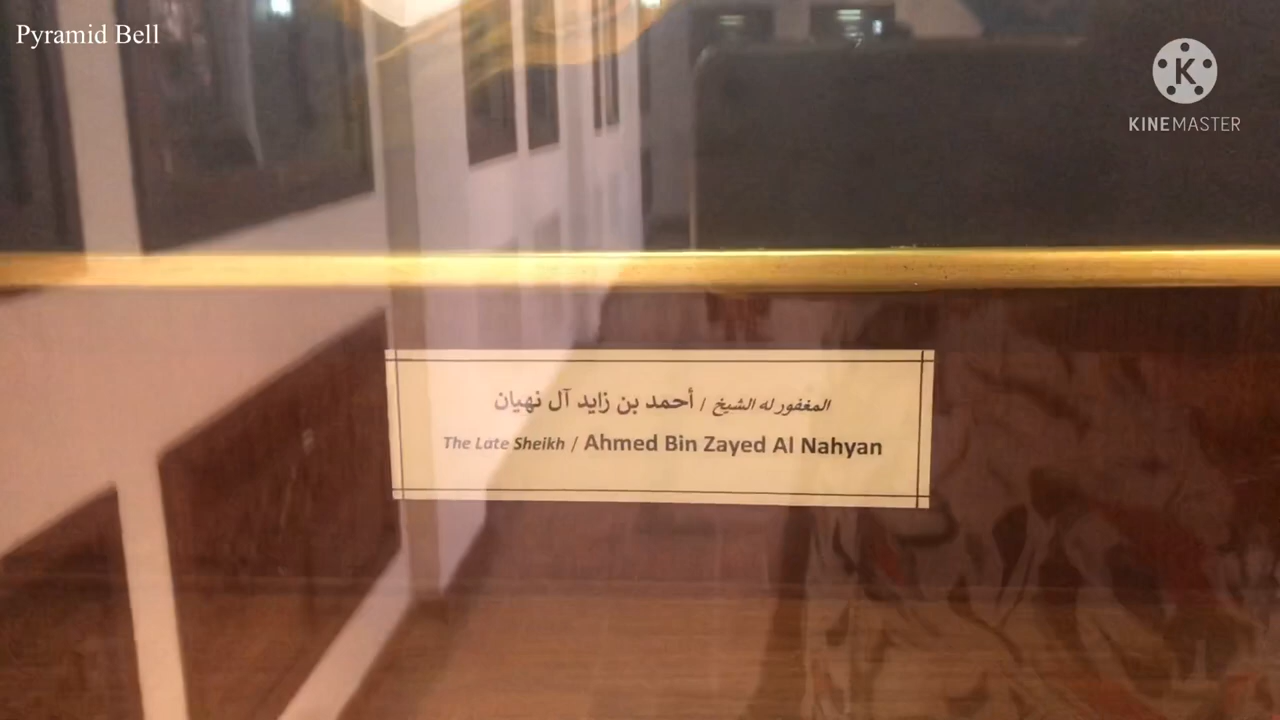 Pyramid Bell
K
KINEMASTER
المغفور له الشيخ / أحمد بن زايد آل نهيان
The Late Sheikh / Ahmed Bin Zayed Al Nahyan